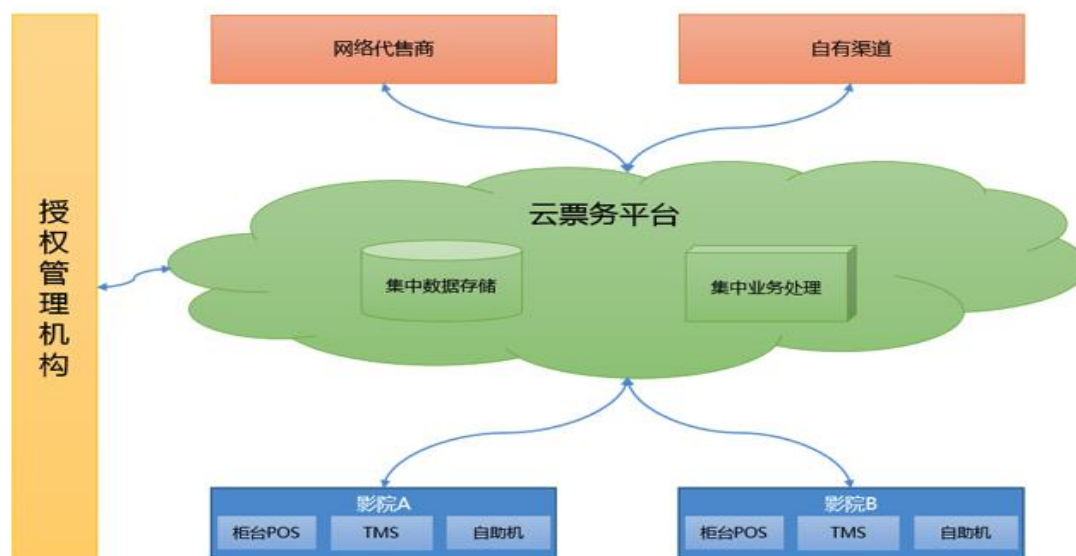 网络代售商
自有渠道
授权管理机构
云票务平台
集中数据存储
集中业务处理
影院A
柜台POS
TMS
自助机
影院B
柜台POS
TMS
自助机